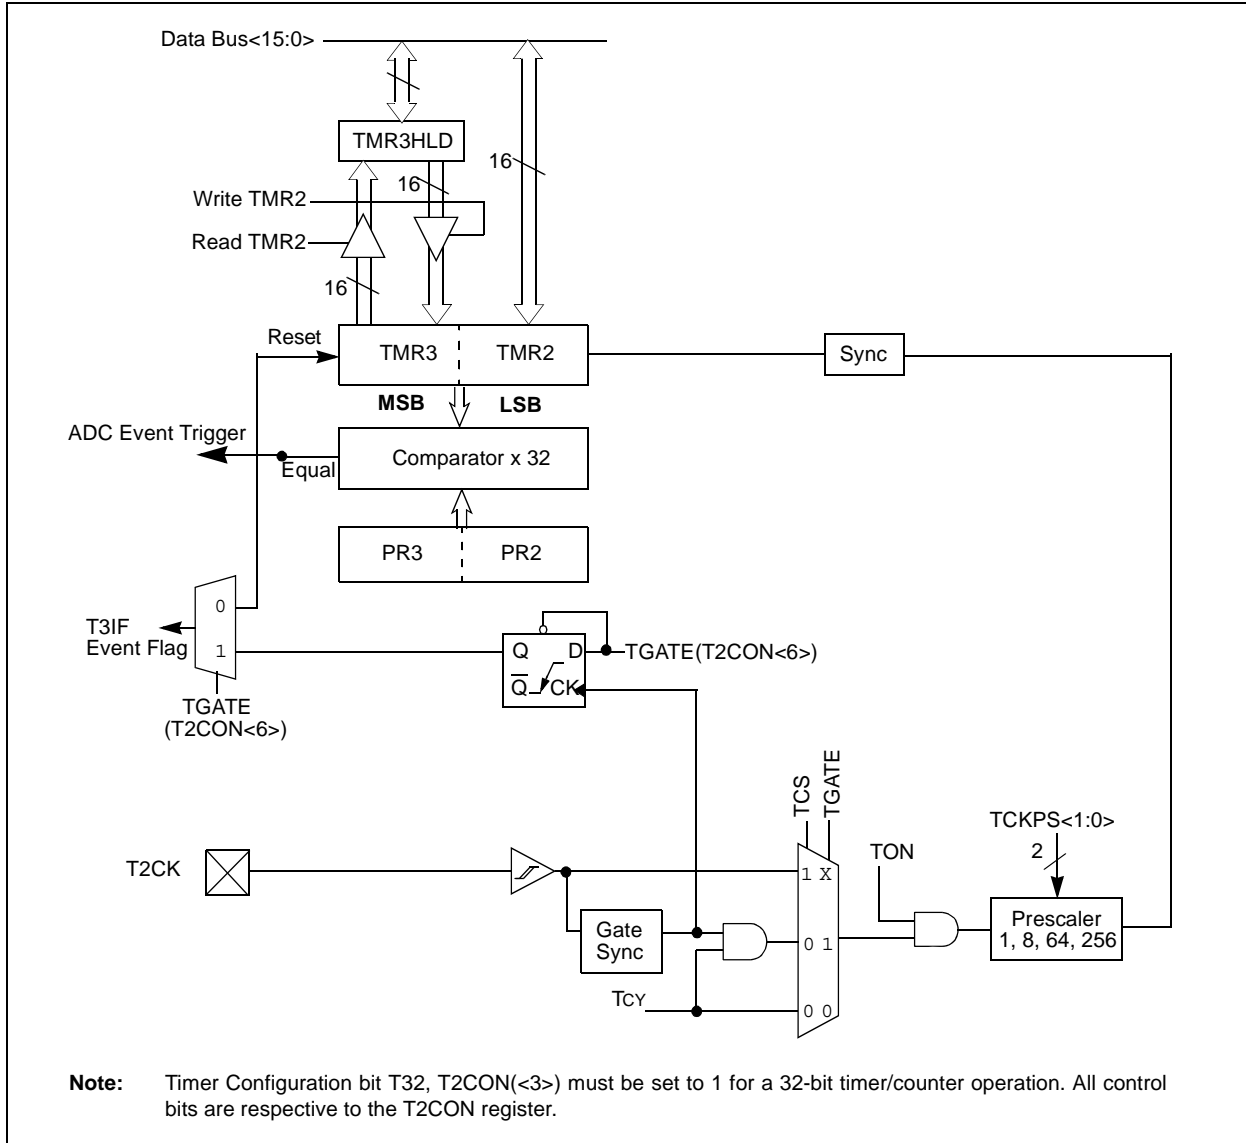 Data Bus<15:0>
TMR3HLD
16
16
Write TMR2
Read TMR2
16
Reset
TMR3
TMR2
Sync
MSB
LSB
ADC Event Trigger
Equal
Comparator x 32
PR3
PR2
0
T3IF
Event Flag
1
Q
D
TGATE(T2CON<6>)
Q
CK
TGATE
(T2CON<6>)
TCS
TGATE
TCKPS<1:0>
2
TON
T2CK
1 X
Prescaler
1, 8, 64, 256
Gate
Sync
0 1
TCY
0 0
Note: Timer Configuration bit T32, T2CON(<3>) must be set to 1 for a 32-bit timer/counter operation. All control
bits are respective to the T2CON register.